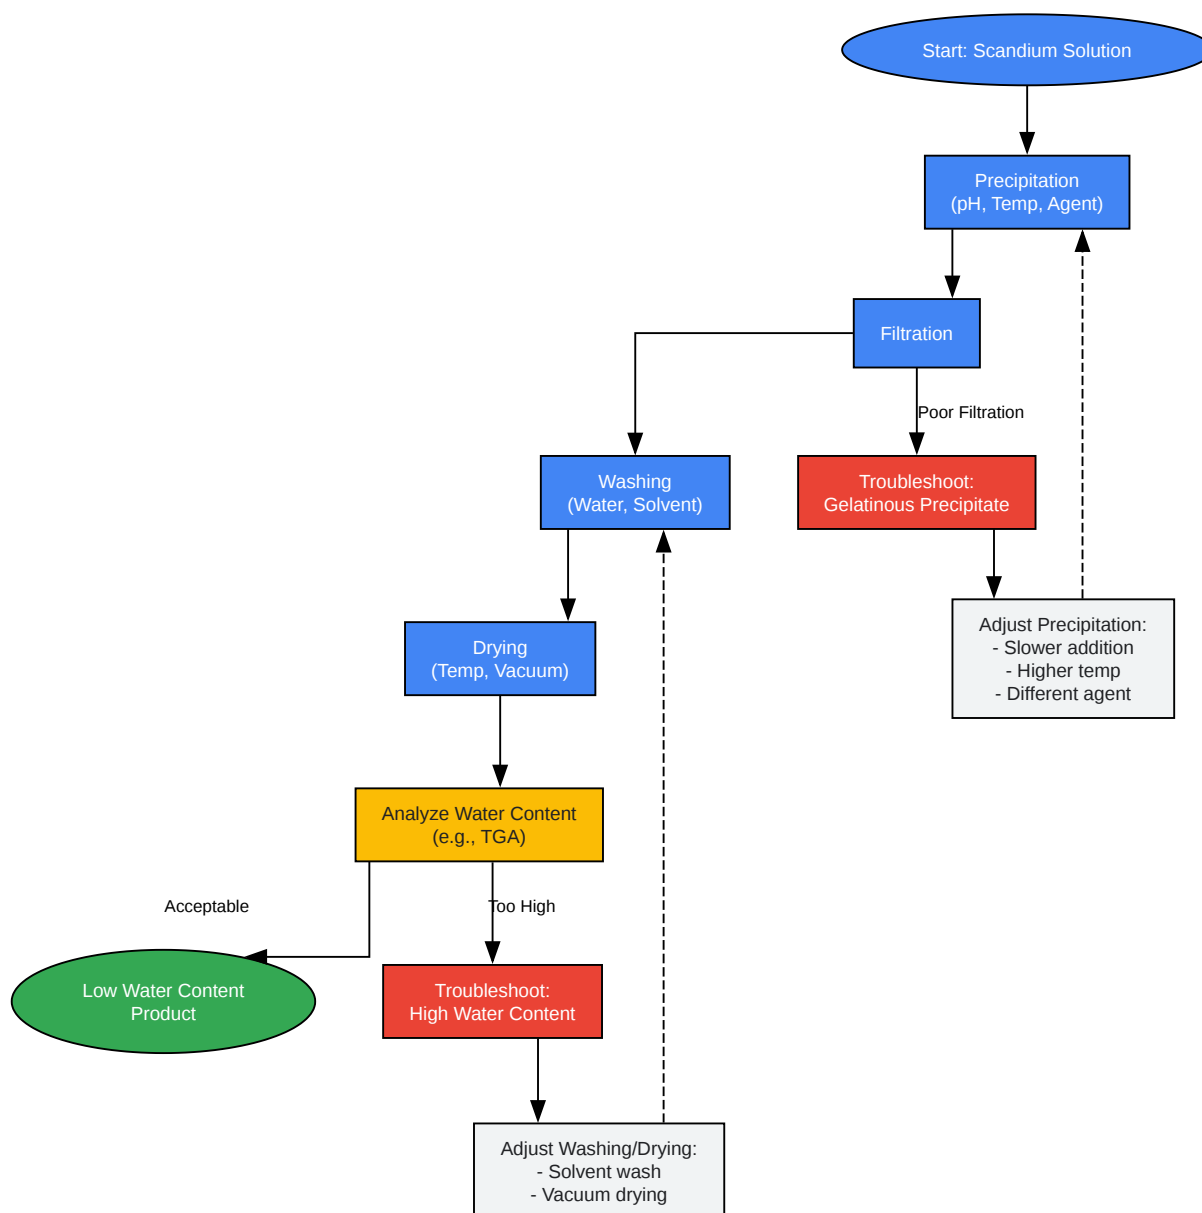 Start: Scandium Solution
Precipitation
(pH, Temp, Agent)
Filtration
Poor Filtration
Washing
(Water, Solvent)
Troubleshoot:
Gelatinous Precipitate
Adjust Precipitation:
- Slower addition
- Higher temp
- Different agent
Drying
(Temp, Vacuum)
Analyze Water Content
(e.g., TGA)
Acceptable
Too High
Low Water Content
Product
Troubleshoot:
High Water Content
Adjust Washing/Drying:
- Solvent wash
- Vacuum drying